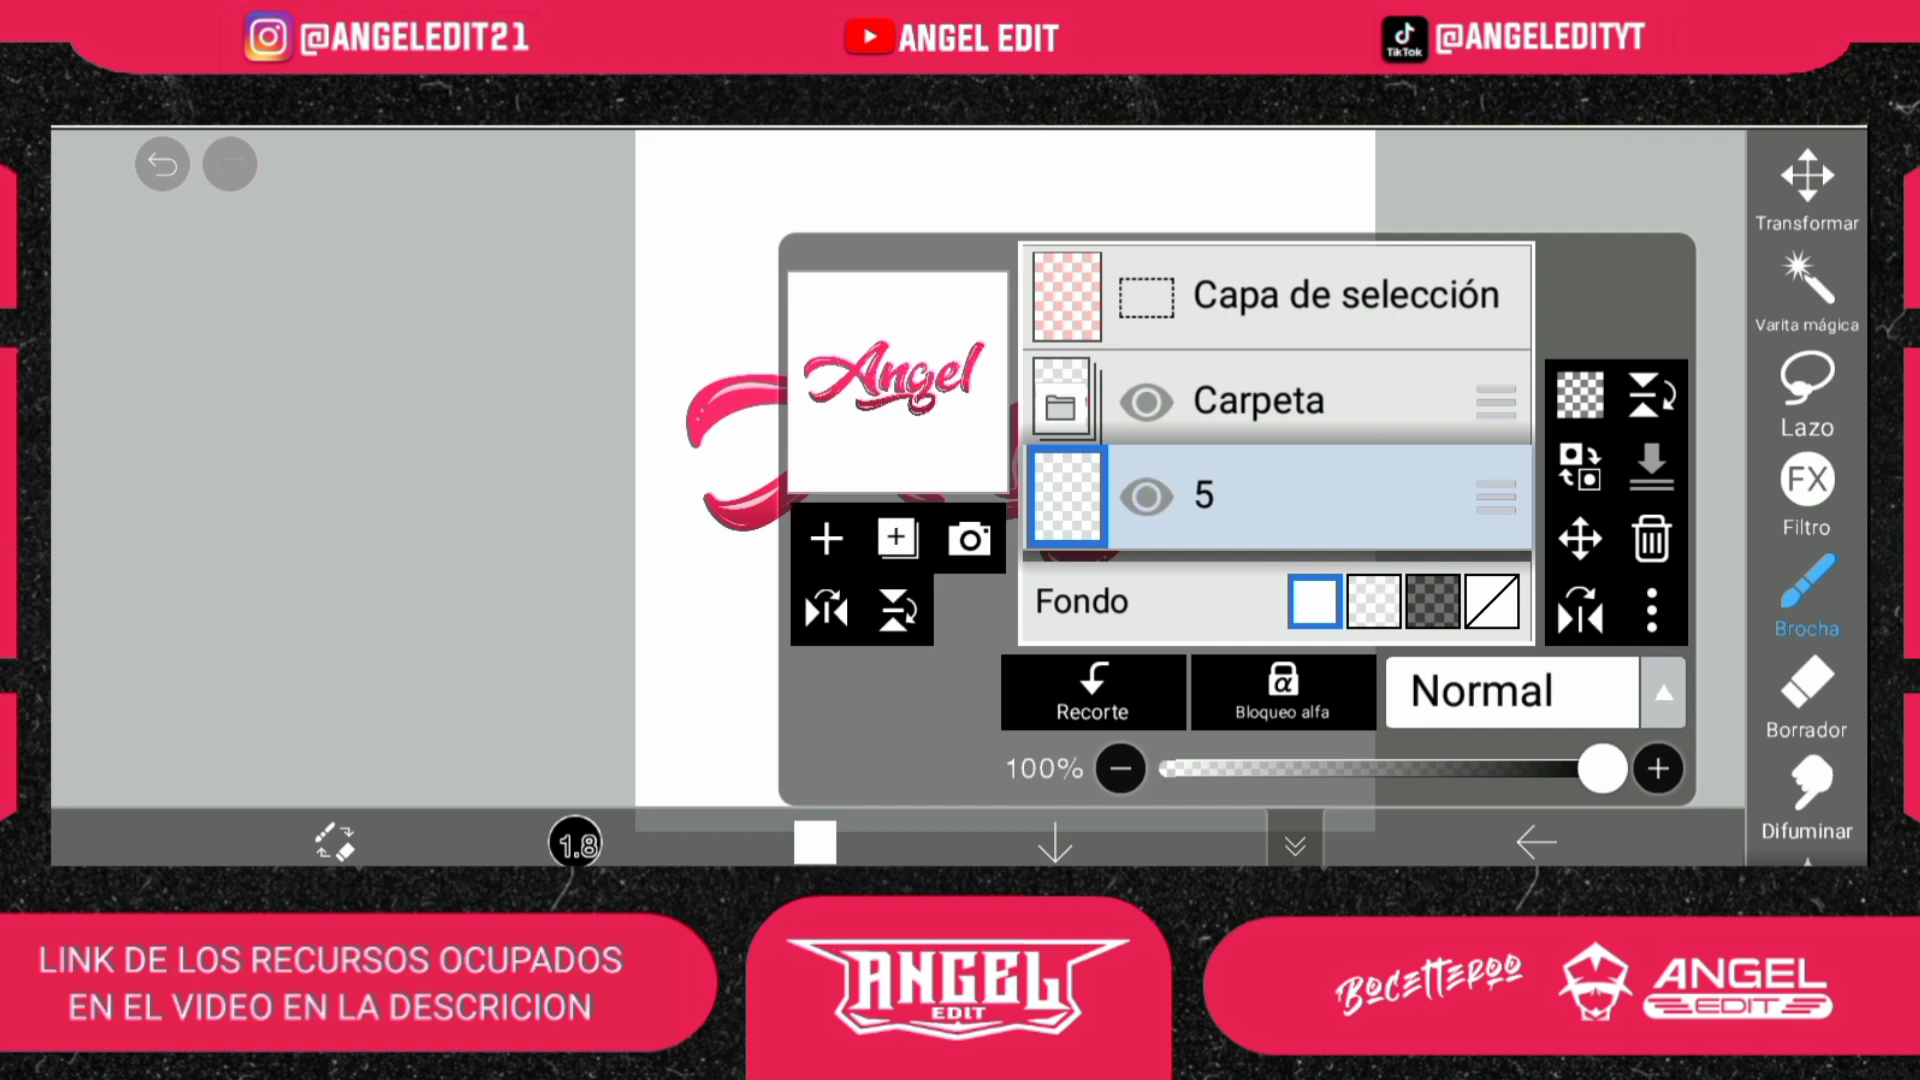 @ANGELEDIT21
ANGEL EDIT
TikTok
@ANGELEDITYT
Transformar
Varita mágica
Lazo
FX
Filtro
Brocha
Borrador
Difuminar
Angel
Capa de selección
Carpeta
5
Fondo
Recorte
α
Bloqueo alfa
Normal
100%
1.8
LINK DE LOS RECURSOS OCUPADOS
EN EL VIDEO EN LA DESCRICION
ANGEL
EDIT
BOCETTEROO
ANGEL
EDIT